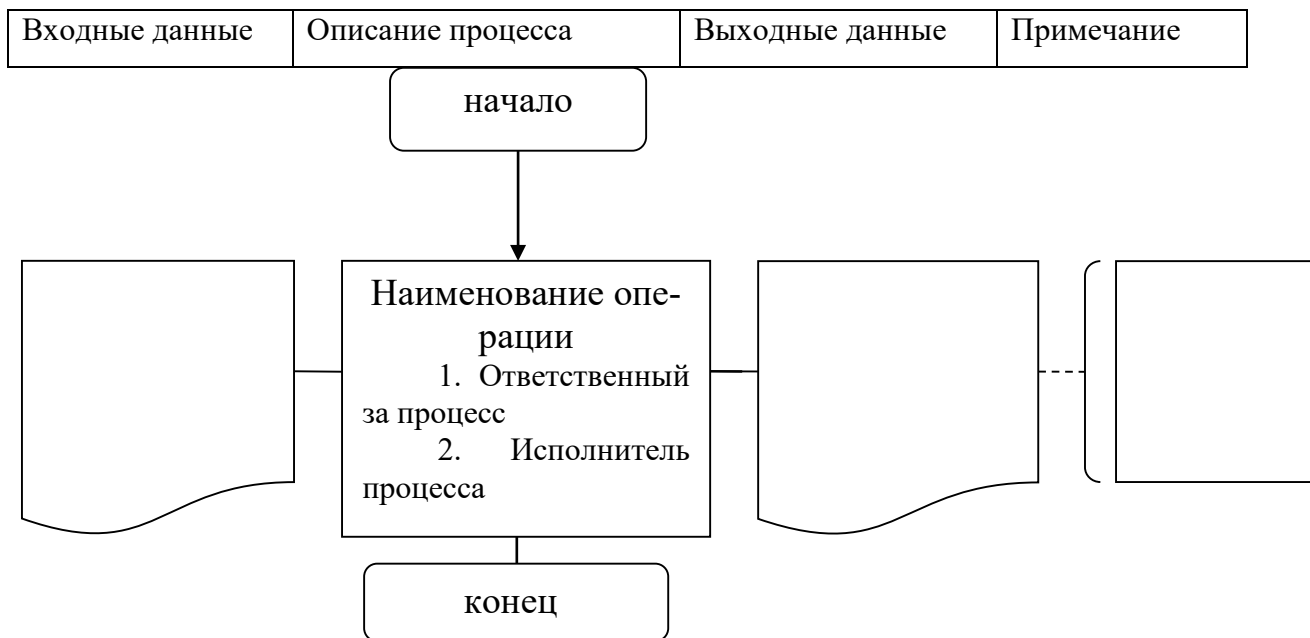 Входные данные Описание процесса Выходные данные Примечание
начало
Наименование опе-
рации
1. Ответственный
за процесс
2. Исполнитель
процесса
конец